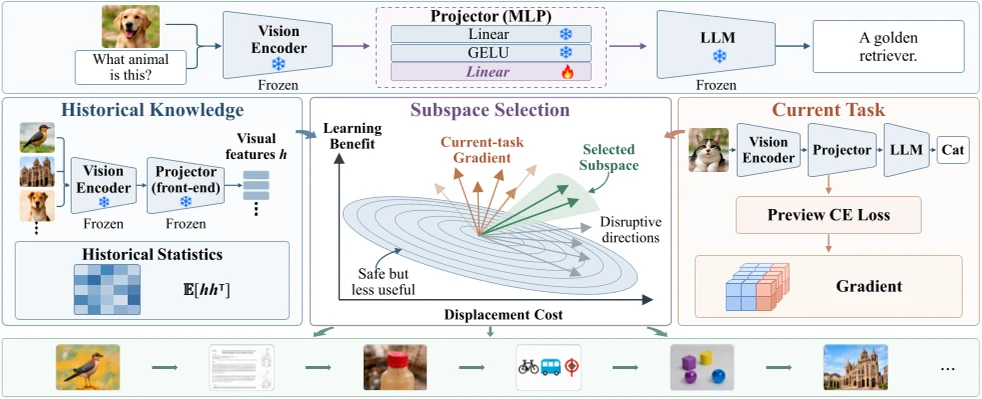 What animal
is this?
Vision
Encoder
Frozen
Projector (MLP)
Linear
GELU
Linear
LLM
Frozen
A golden
retriever.
Historical Knowledge
Vision
Encoder
Frozen
Projector
(front-end)
Frozen
Visual
features h
Historical Statistics
𝔼[hhᵀ]
Subspace Selection
Learning
Benefit
Current-task
Gradient
Selected
Subspace
Disruptive
directions
Safe but
less useful
Displacement Cost
Current Task
Vision
Encoder
Projector
LLM
Cat
Preview CE Loss
Gradient
...